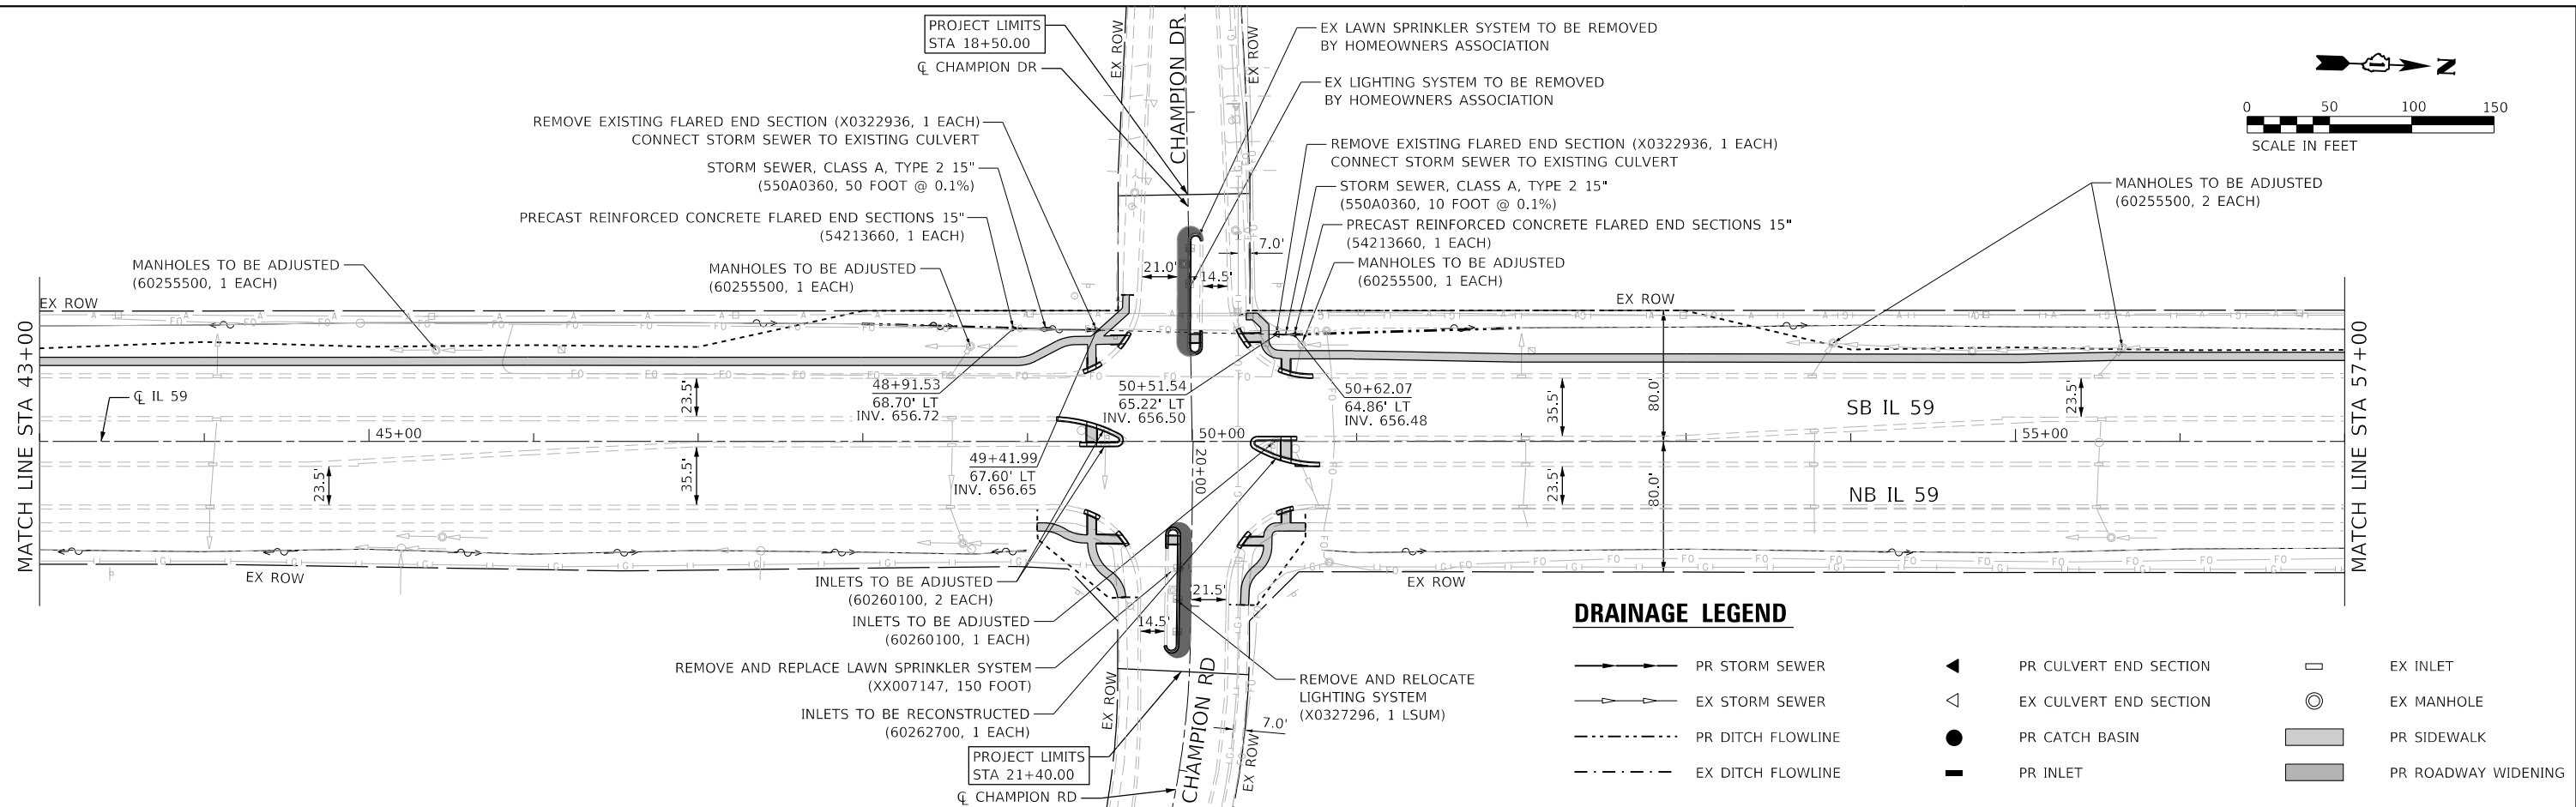 PROJECT LIMITS
STA 18+50.00
℄ CHAMPION DR
CHAMPION DR
EX ROW
EX ROW
EX LAWN SPRINKLER SYSTEM TO BE REMOVED
BY HOMEOWNERS ASSOCIATION
EX LIGHTING SYSTEM TO BE REMOVED
BY HOMEOWNERS ASSOCIATION
N
0 50 100 150
SCALE IN FEET
REMOVE EXISTING FLARED END SECTION (X0322936, 1 EACH)
CONNECT STORM SEWER TO EXISTING CULVERT
STORM SEWER, CLASS A, TYPE 2 15"
(550A0360, 50 FOOT @ 0.1%)
PRECAST REINFORCED CONCRETE FLARED END SECTIONS 15"
(54213660, 1 EACH)
MANHOLES TO BE ADJUSTED
(60255500, 1 EACH)
MANHOLES TO BE ADJUSTED
(60255500, 1 EACH)
REMOVE EXISTING FLARED END SECTION (X0322936, 1 EACH)
CONNECT STORM SEWER TO EXISTING CULVERT
STORM SEWER, CLASS A, TYPE 2 15"
(550A0360, 10 FOOT @ 0.1%)
PRECAST REINFORCED CONCRETE FLARED END SECTIONS 15"
(54213660, 1 EACH)
MANHOLES TO BE ADJUSTED
(60255500, 1 EACH)
MANHOLES TO BE ADJUSTED
(60255500, 2 EACH)
7.0'
21.0'
14.5'
EX ROW
EX ROW
MATCH LINE STA 43+00
MATCH LINE STA 57+00
℄ IL 59
23.5'
48+91.53
68.70' LT
INV. 656.72
50+51.54
65.22' LT
INV. 656.50
50+62.07
64.86' LT
INV. 656.48
35.5'
80.0'
SB IL 59
23.5'
45+00
50+00
55+00
20+00
49+41.99
67.60' LT
INV. 656.65
23.5'
35.5'
23.5'
80.0'
NB IL 59
EX ROW
EX ROW
INLETS TO BE ADJUSTED
(60260100, 2 EACH)
INLETS TO BE ADJUSTED
(60260100, 1 EACH)
REMOVE AND REPLACE LAWN SPRINKLER SYSTEM
(XX007147, 150 FOOT)
INLETS TO BE RECONSTRUCTED
(60262700, 1 EACH)
21.5'
14.5'
REMOVE AND RELOCATE
LIGHTING SYSTEM
(X0327296, 1 LSUM)
7.0'
EX ROW
EX ROW
PROJECT LIMITS
STA 21+40.00
℄ CHAMPION RD
CHAMPION RD
DRAINAGE LEGEND
PR STORM SEWER
EX STORM SEWER
PR DITCH FLOWLINE
EX DITCH FLOWLINE
PR CULVERT END SECTION
EX CULVERT END SECTION
PR CATCH BASIN
PR INLET
EX INLET
EX MANHOLE
PR SIDEWALK
PR ROADWAY WIDENING